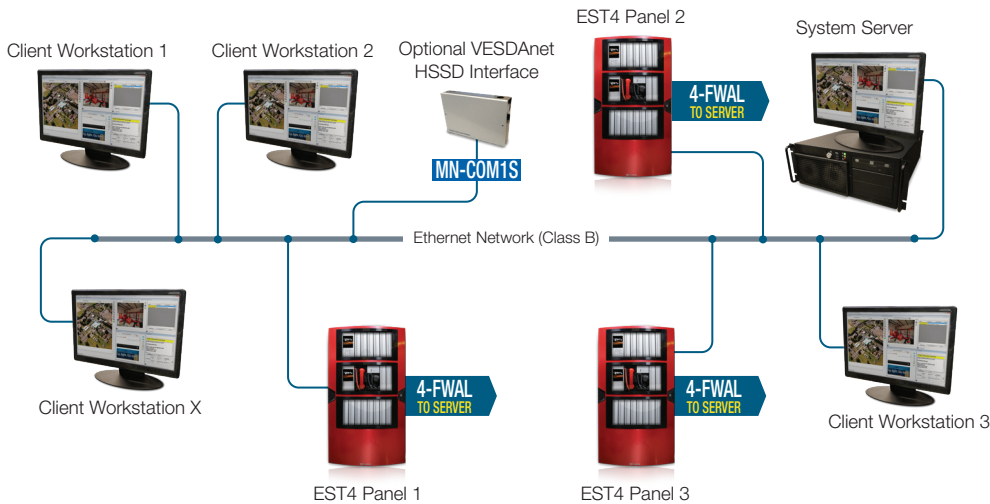 EST4 Panel 2
System Server
Client Workstation 1
Client Workstation 2
Optional VESDAnet
HSSD Interface
4-FWAL
TO SERVER
MN-COM1S
Ethernet Network (Class B)
4-FWAL
TO SERVER
4-FWAL
TO SERVER
Client Workstation X
Client Workstation 3
EST4 Panel 1
EST4 Panel 3